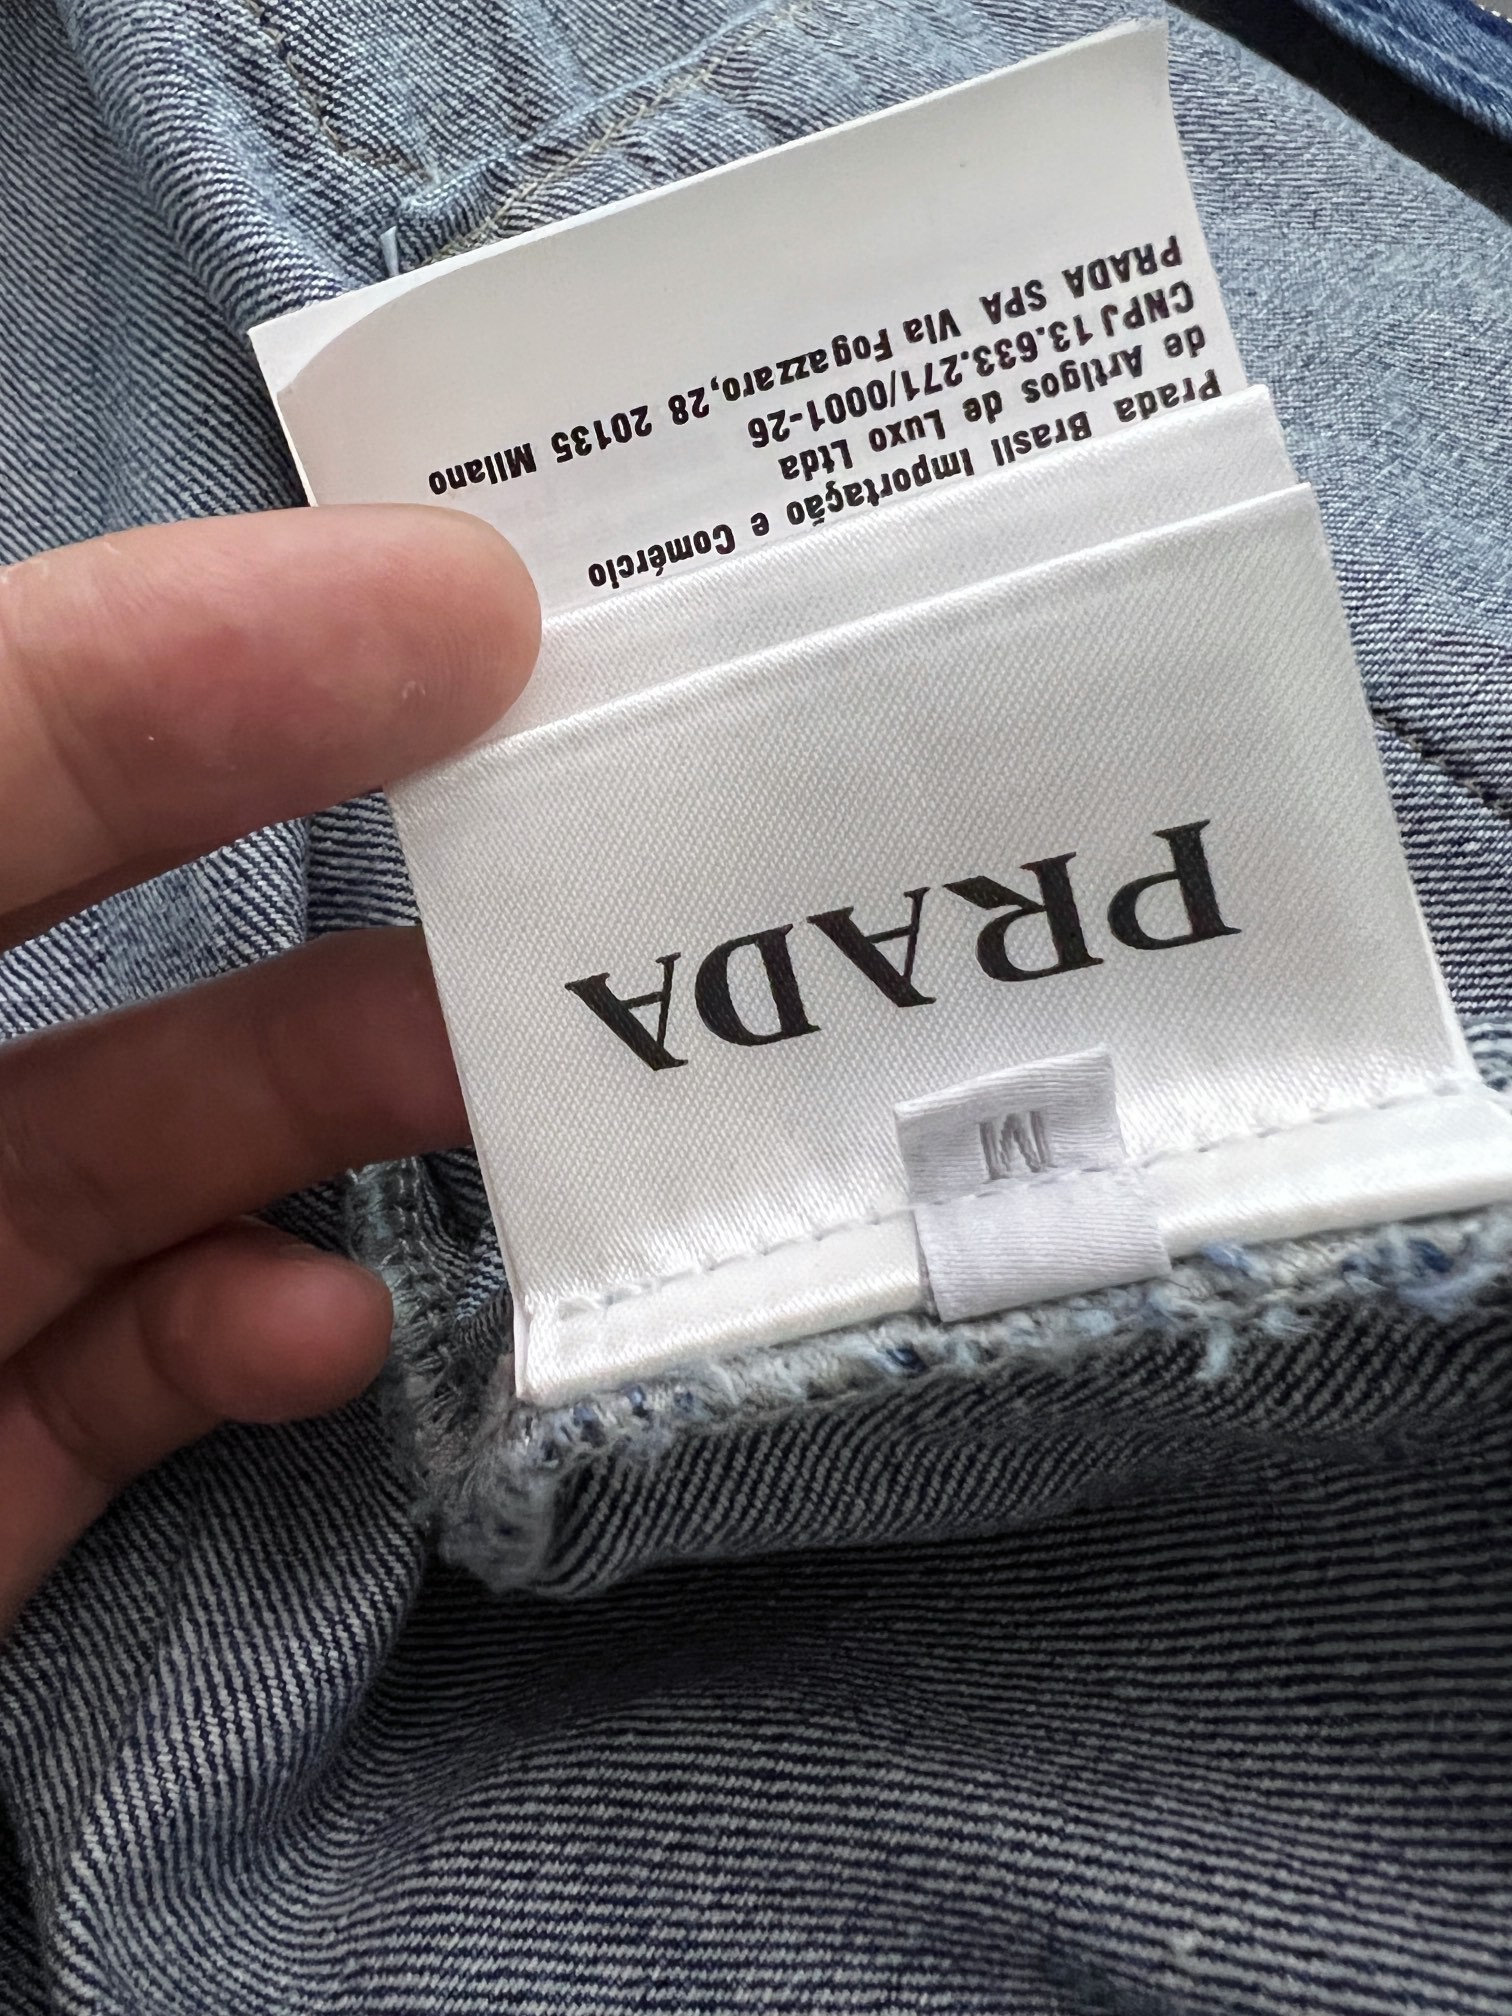 M
PRADA
Prada Brasil Importação e Comércio
de Artigos de Luxo Ltda
CNPJ 13.633.271/0001-26
PRADA SPA Via Fogazzaro,28 20135 Milano